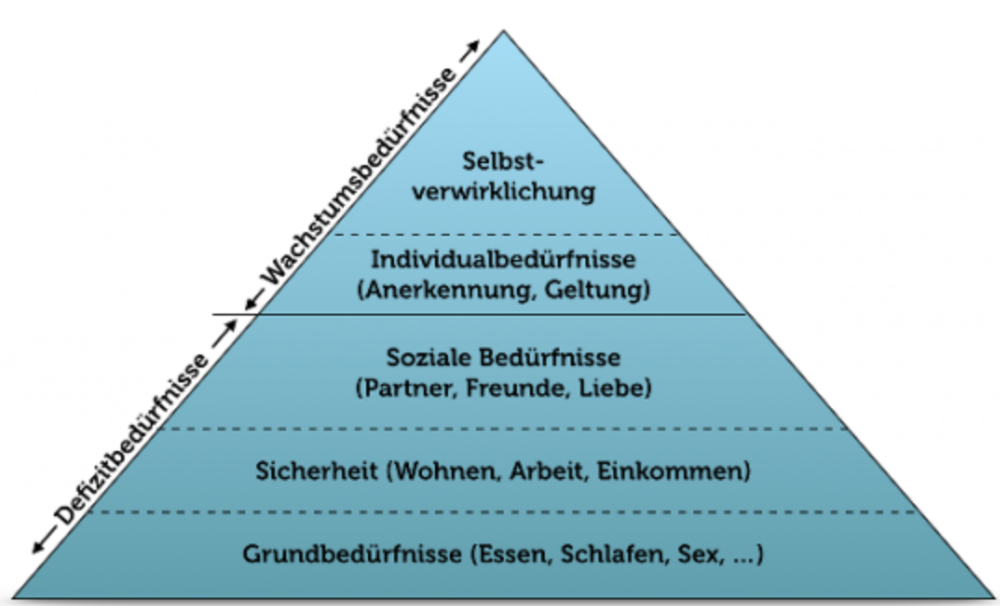 Wachstumsbedürfnisse
Selbst-
verwirklichung
Individualbedürfnisse
(Anerkennung, Geltung)
Defizitbedürfnisse
Soziale Bedürfnisse
(Partner, Freunde, Liebe)
Sicherheit (Wohnen, Arbeit, Einkommen)
Grundbedürfnisse (Essen, Schlafen, Sex, ...)